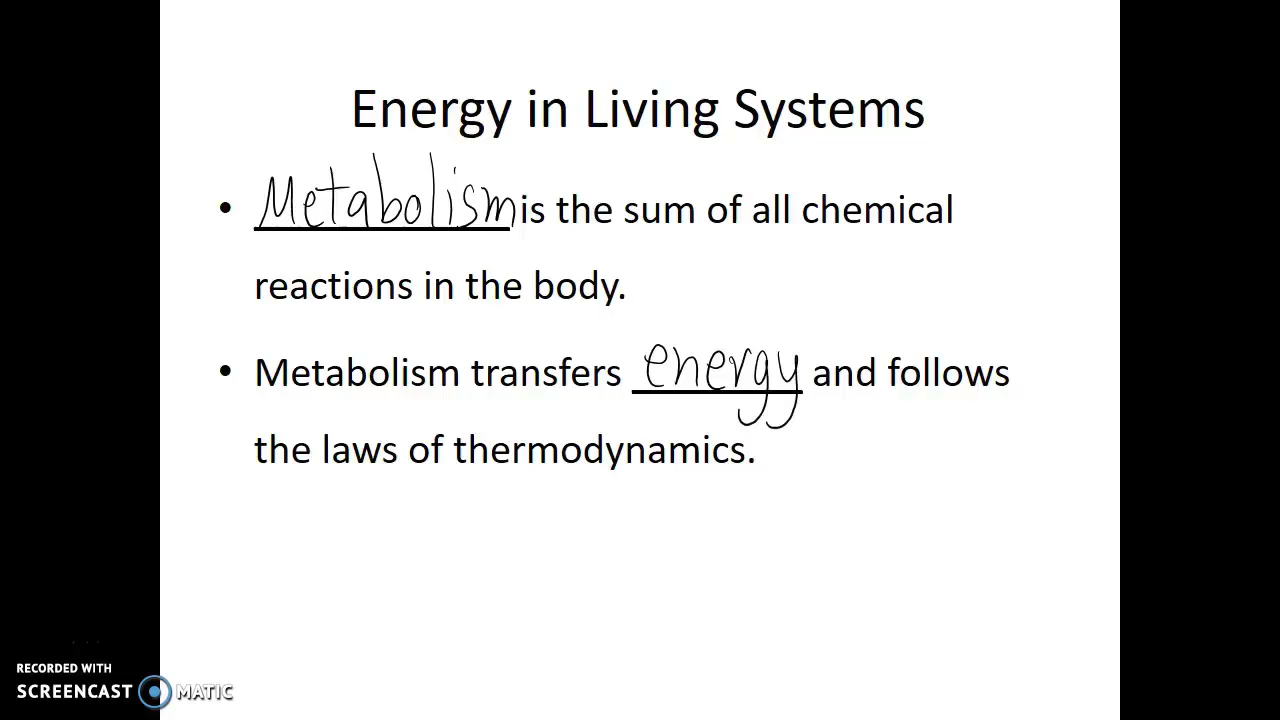 Energy in Living Systems
• Metabolism is the sum of all chemical
reactions in the body.
• Metabolism transfers energy and follows
the laws of thermodynamics.
RECORDED WITH
SCREENCAST MATIC